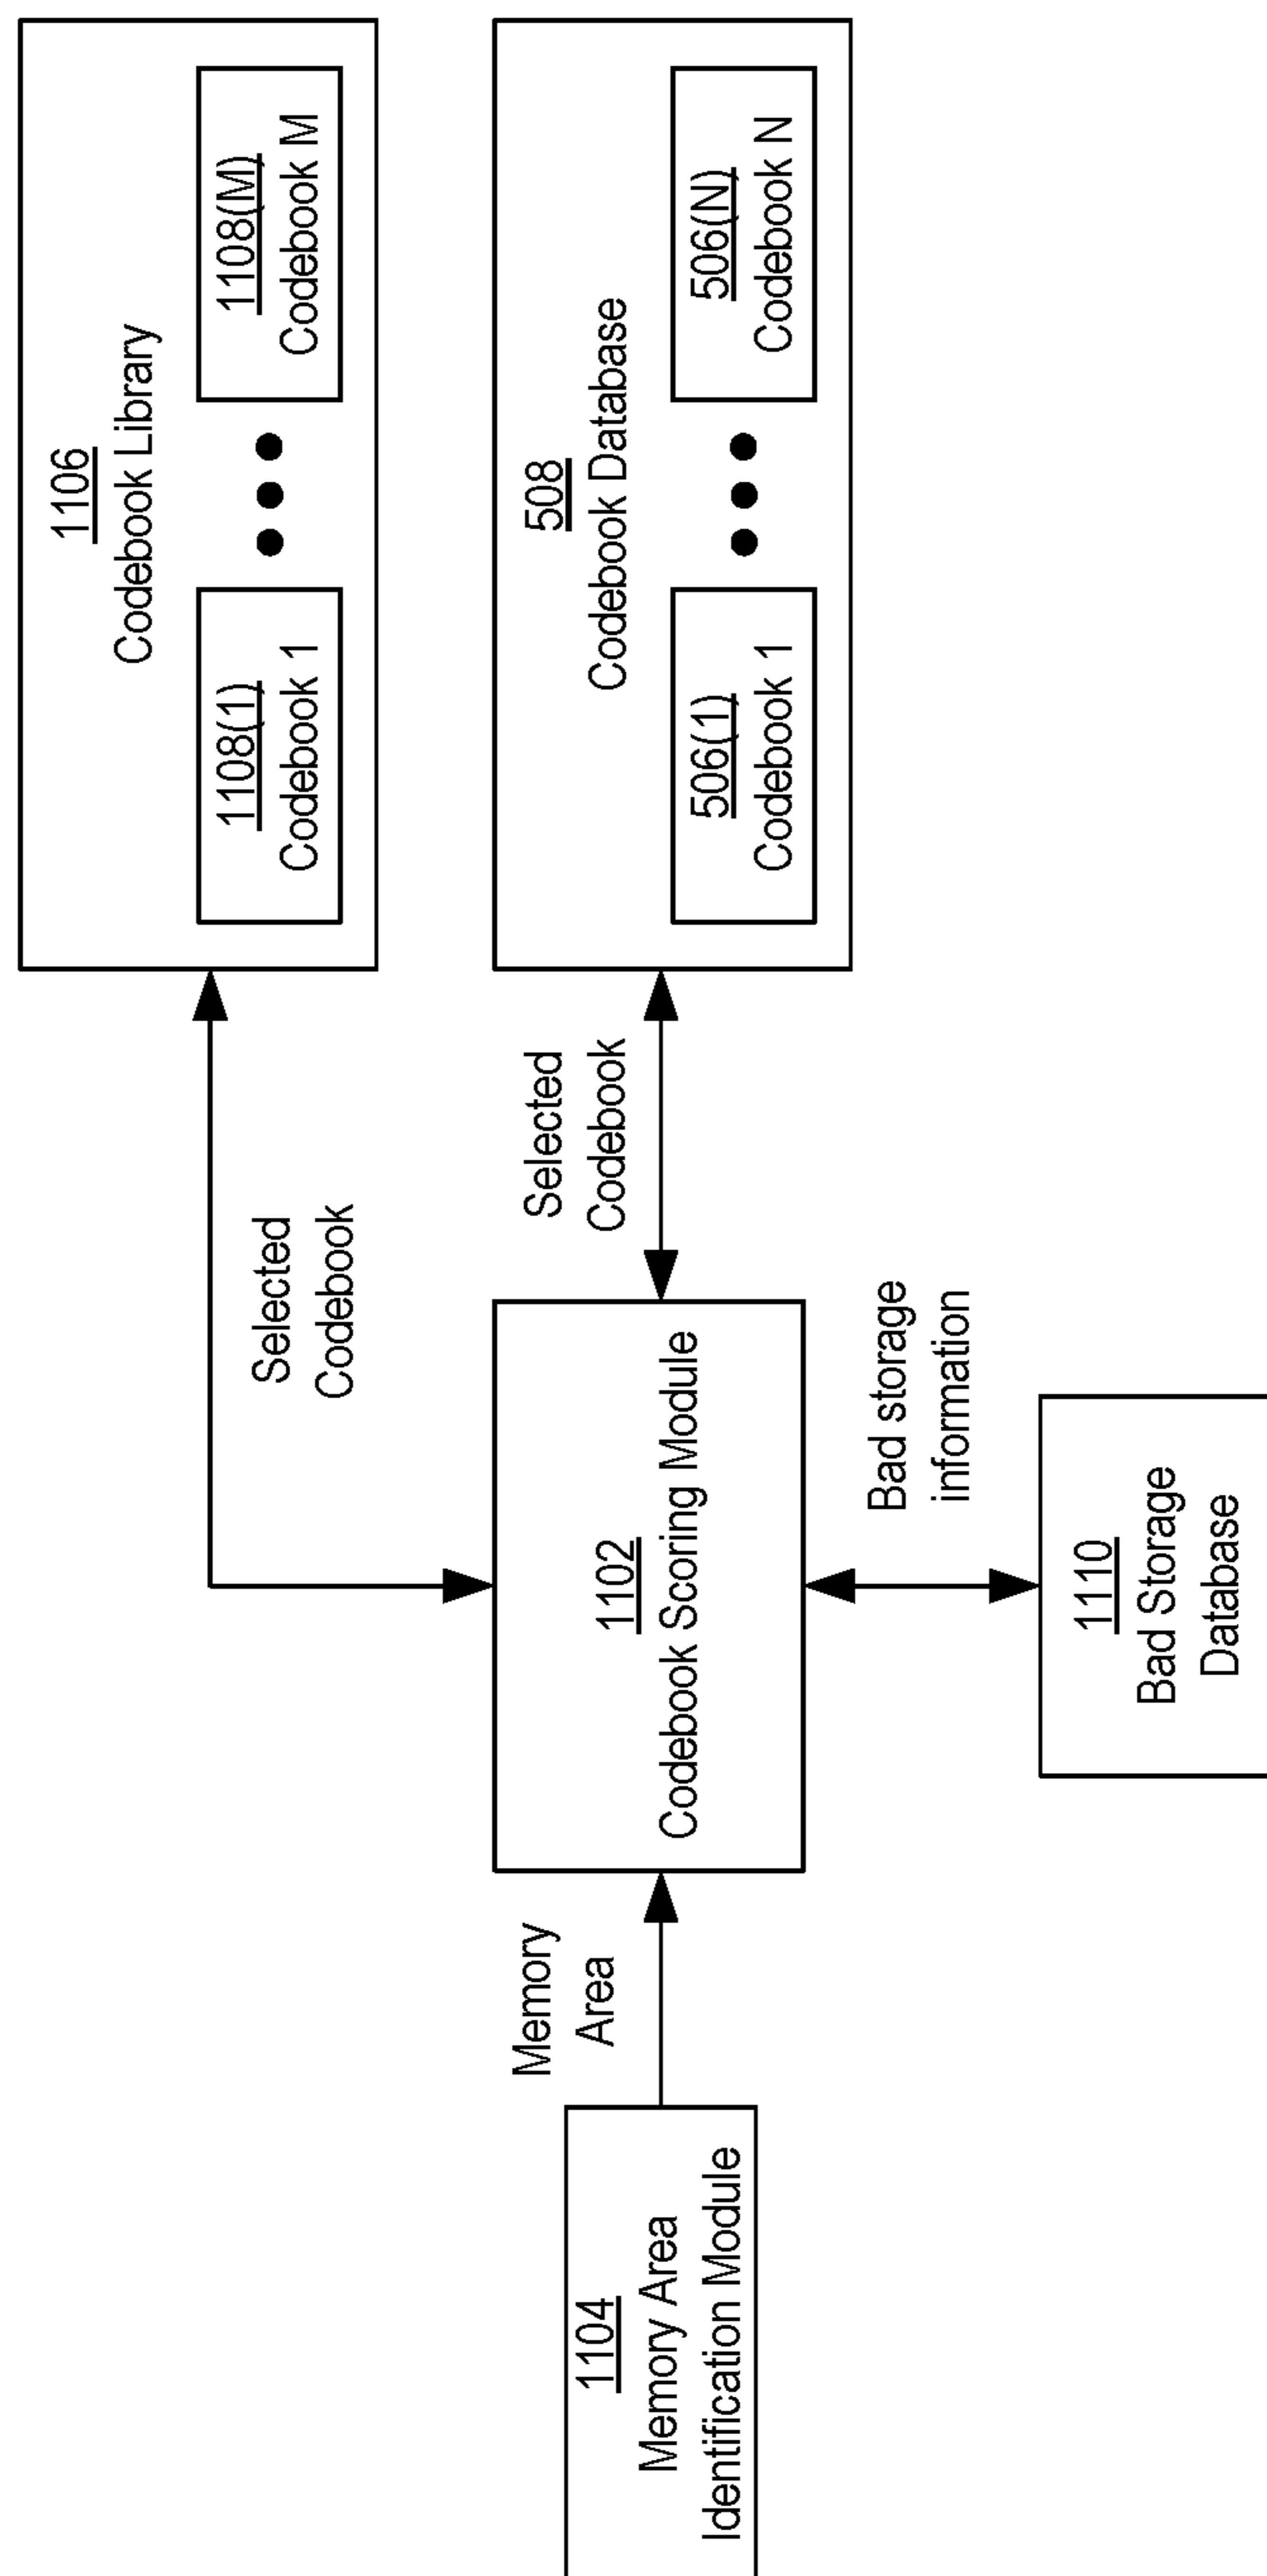 1106
Codebook Library
1108(1)
Codebook 1
1108(M)
Codebook M
Selected
Codebook
508
Codebook Database
506(1)
Codebook 1
506(N)
Codebook N
Selected
Codebook
1104
Memory Area
Identification Module
Memory
Area
1102
Codebook Scoring Module
Bad storage
information
1110
Bad Storage
Database